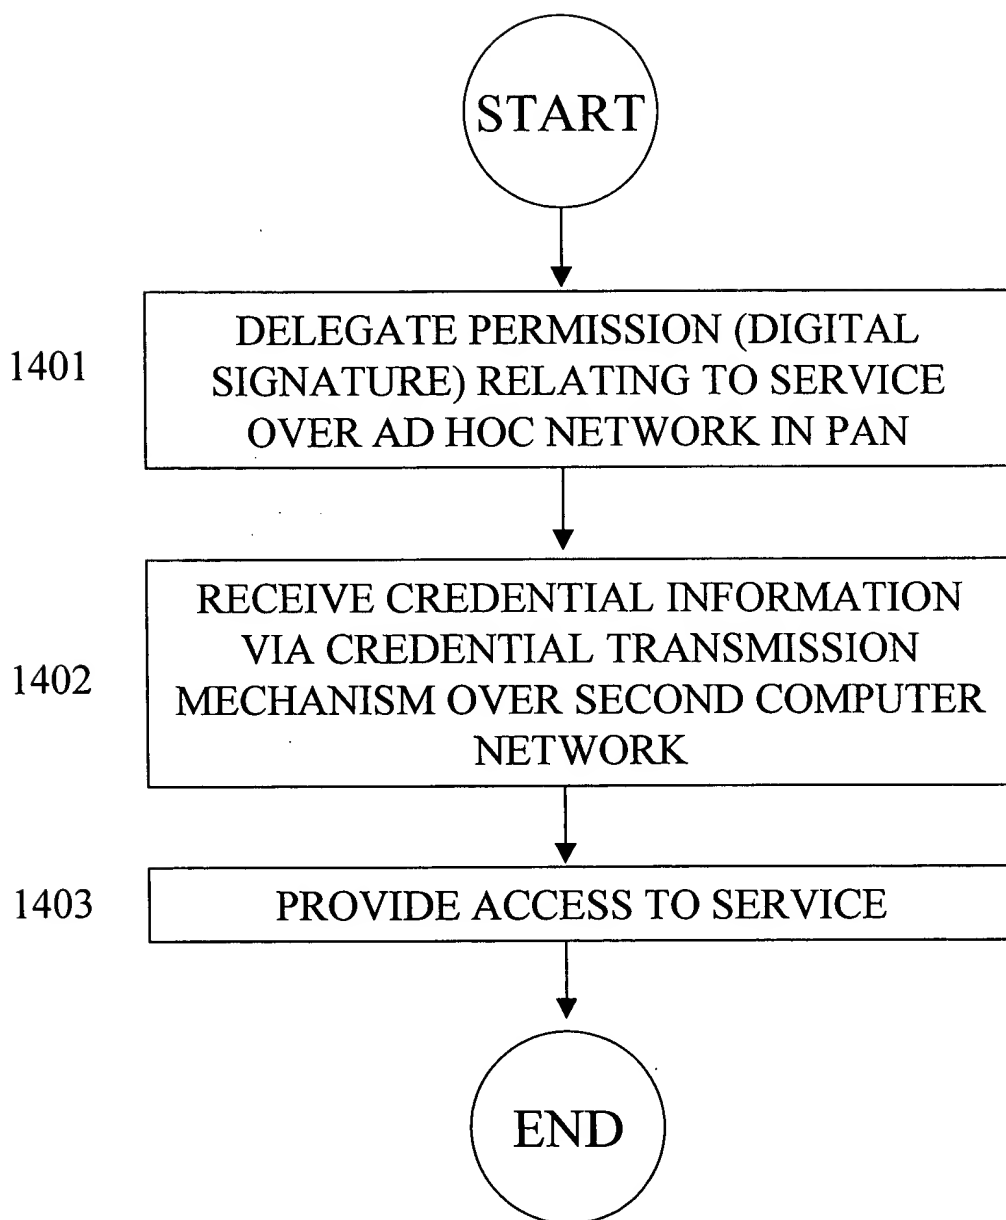 START
1401
DELEGATE PERMISSION (DIGITAL
SIGNATURE) RELATING TO SERVICE
OVER AD HOC NETWORK IN PAN
1402
RECEIVE CREDENTIAL INFORMATION
VIA CREDENTIAL TRANSMISSION
MECHANISM OVER SECOND COMPUTER
NETWORK
1403
PROVIDE ACCESS TO SERVICE
END